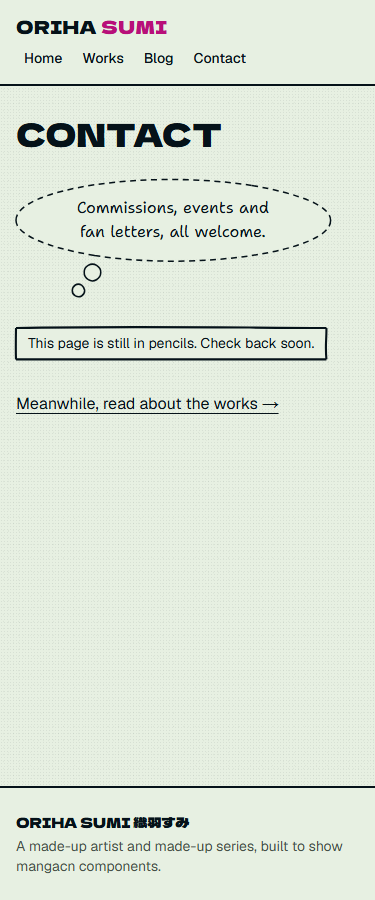 ORIHA SUMI
Home Works Blog Contact
CONTACT
Commissions, events and
fan letters, all welcome.
This page is still in pencils. Check back soon.
Meanwhile, read about the works →
ORIHA SUMI 織羽すみ
A made-up artist and made-up series, built to show
mangacn components.